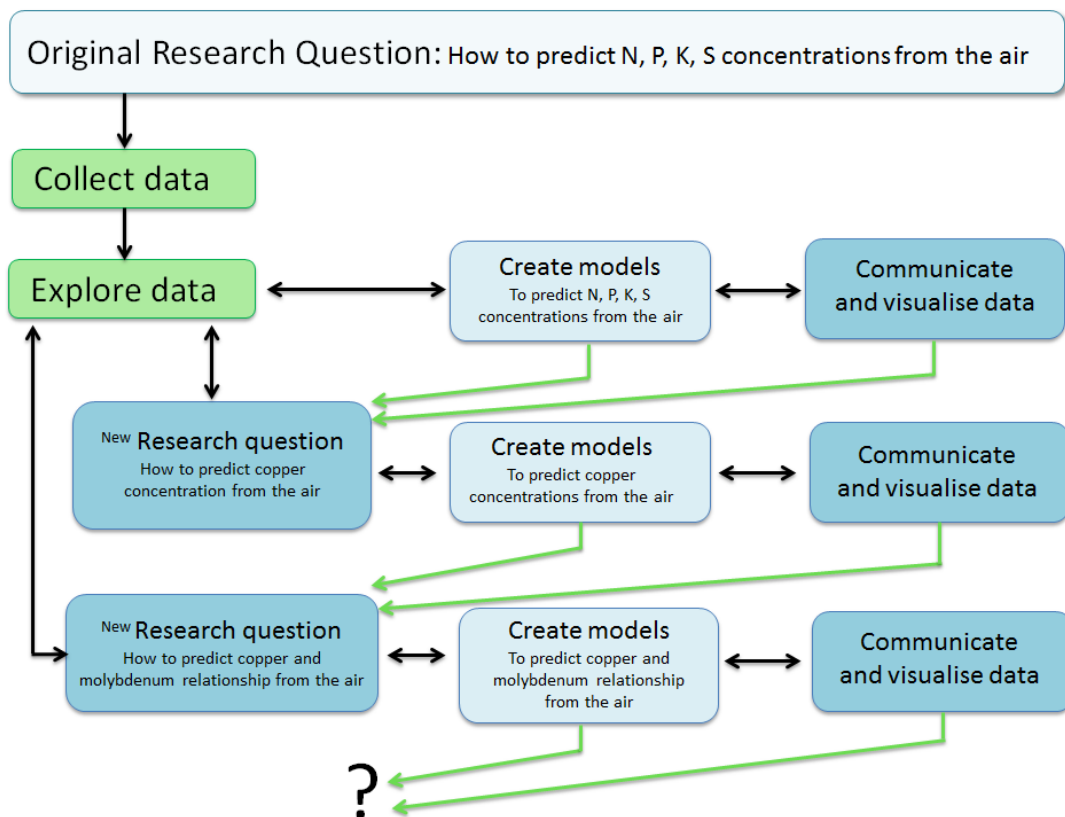 Original Research Question: How to predict N, P, K, S concentrations from the air
Collect data
Explore data
Create models
To predict N, P, K, S
concentrations from the air
Communicate
and visualise data
New Research question
How to predict copper
concentration from the air
Create models
To predict copper
concentrations from the air
Communicate
and visualise data
New Research question
How to predict copper and
molybdenum relationship from the air
Create models
To predict copper and
molybdenum relationship
from the air
Communicate
and visualise data
?